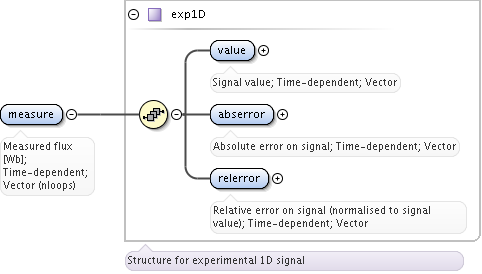 exp1D
value
Signal value; Time-dependent; Vector
measure
Measured flux
[Wb];
Time-dependent;
Vector (nloops)
abserror
Absolute error on signal; Time-dependent; Vector
relerror
Relative error on signal (normalised to signal
value); Time-dependent; Vector
Structure for experimental 1D signal